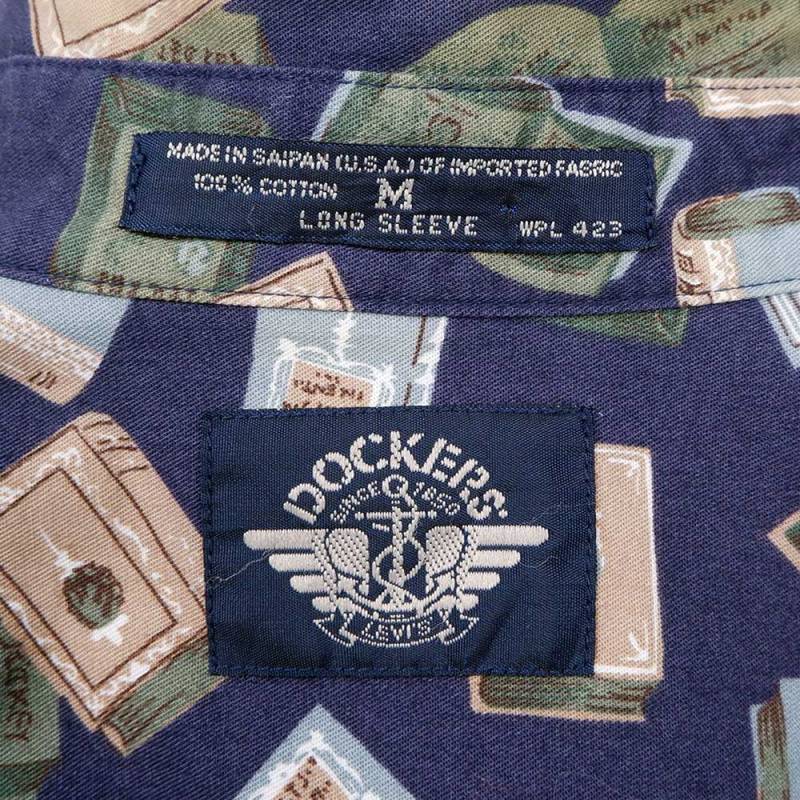 MADE IN SAIPAN (U.S.A.) OF IMPORTED FABRIC
100% COTTON M
LONG SLEEVE WPL 423
DOCKERS
SINCE 1850
LEVI'S